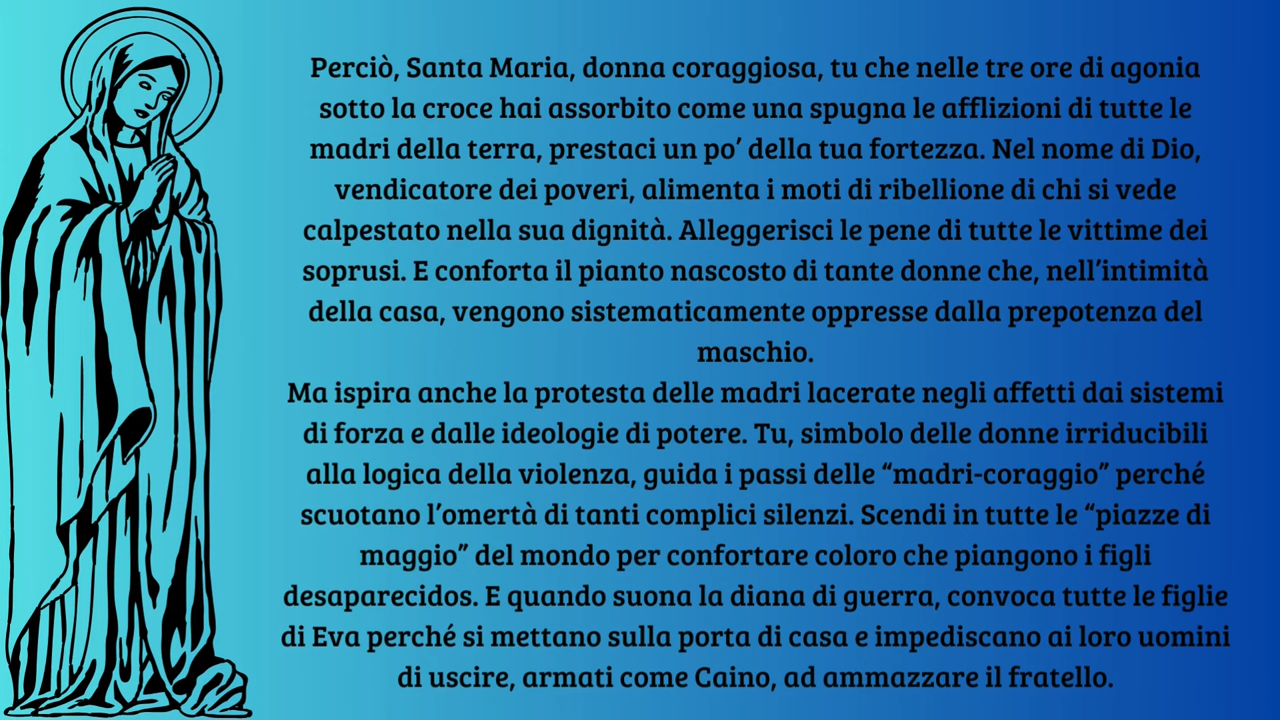 Perciò, Santa Maria, donna coraggiosa, tu che nelle tre ore di agonia
sotto la croce hai assorbito come una spugna le afflizioni di tutte le
madri della terra, prestaci un po’ della tua fortezza. Nel nome di Dio,
vendicatore dei poveri, alimenta i moti di ribellione di chi si vede
calpestato nella sua dignità. Alleggerisci le pene di tutte le vittime dei
soprusi. E conforta il pianto nascosto di tante donne che, nell’intimità
della casa, vengono sistematicamente oppresse dalla prepotenza del
maschio.
Ma ispira anche la protesta delle madri lacerate negli affetti dai sistemi
di forza e dalle ideologie di potere. Tu, simbolo delle donne irriducibili
alla logica della violenza, guida i passi delle “madri-coraggio” perché
scuotano l’omertà di tanti complici silenzi. Scendi in tutte le “piazze di
maggio” del mondo per confortare coloro che piangono i figli
desaparecidos. E quando suona la diana di guerra, convoca tutte le figlie
di Eva perché si mettano sulla porta di casa e impediscano ai loro uomini
di uscire, armati come Caino, ad ammazzare il fratello.